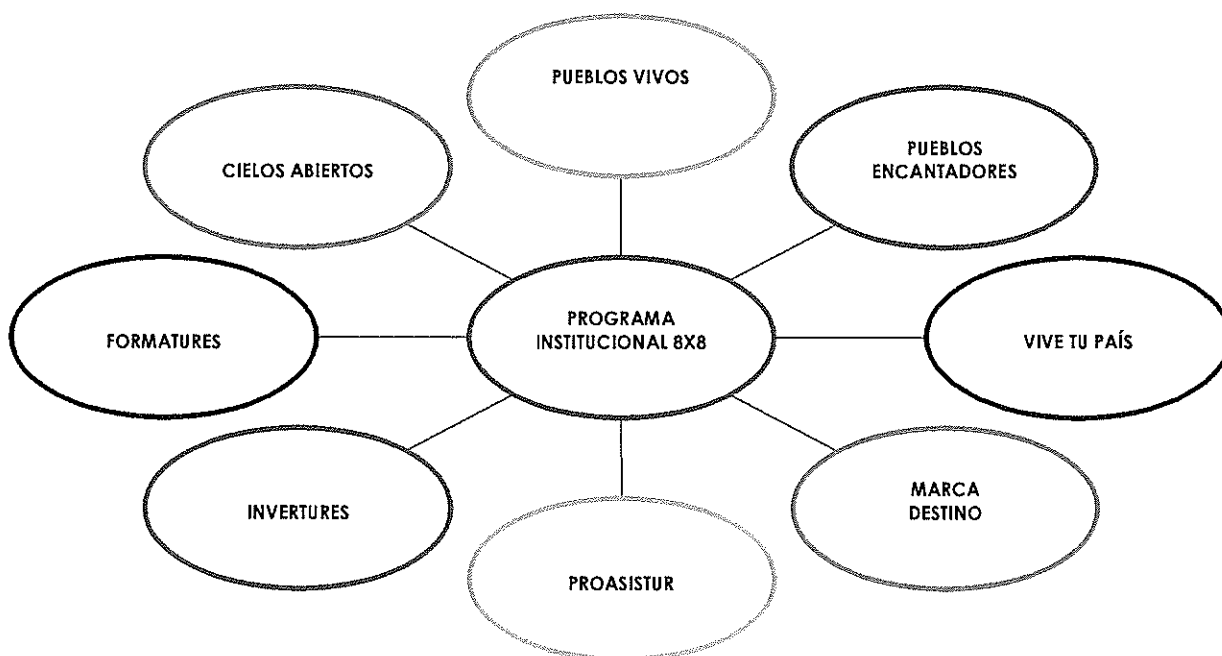 PUEBLOS VIVOS
CIELOS ABIERTOS
PUEBLOS
ENCANTADORES
FORMATURES
PROGRAMA
INSTITUCIONAL 8X8
VIVE TU PAÍS
INVERTURES
MARCA
DESTINO
PROASISTUR